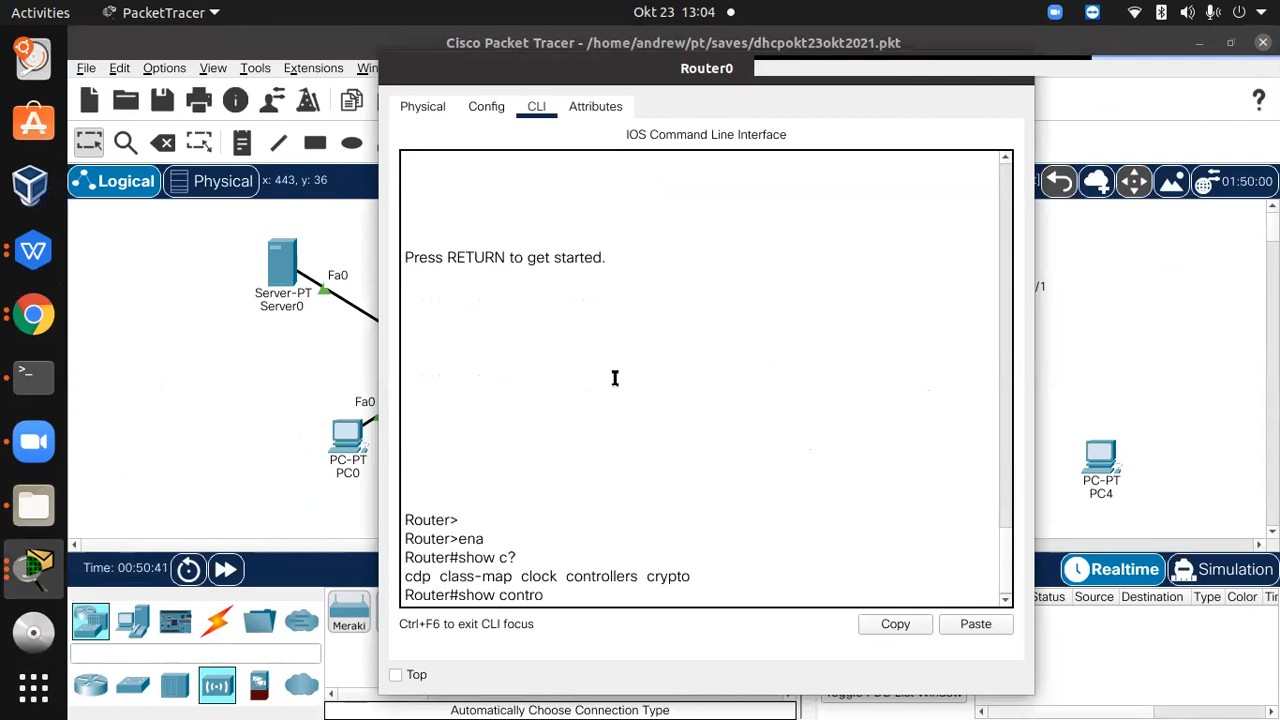 Activities
PacketTracer
Okt 23 13:04
Cisco Packet Tracer - /home/andrew/pt/saves/dhcpokt23okt2021.pkt
Router0
File Edit Options View Tools Extensions Win
Physical Config CLI Attributes
IOS Command Line Interface
Logical
Physical
x: 443, y: 36
01:50:00
Press RETURN to get started.
Fa0
Server-PT
Server0
/1
Fa0
PC-PT
PC0
PC-PT
PC4
Router>
Router>ena
Router#show c?
cdp class-map clock controllers crypto
Router#show contro
Time: 00:50:41
Realtime
Simulation
Meraki
Status Source Destination Type Color Tir
Ctrl+F6 to exit CLI focus
Copy
Paste
Top
Automatically Choose Connection Type